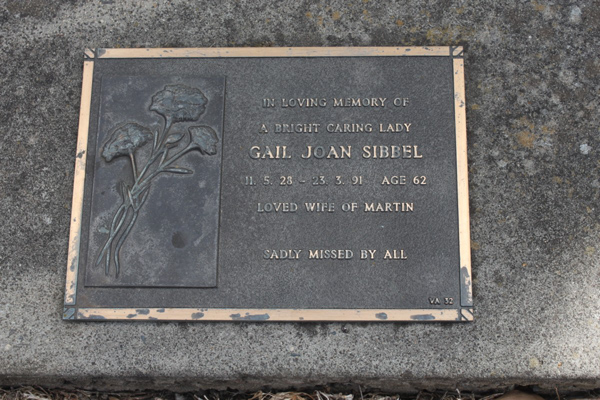 IN LOVING MEMORY OF
A BRIGHT CARING LADY
GAIL JOAN SIBBEL
11. 5. 28 - 23. 3. 91 AGE 62
LOVED WIFE OF MARTIN
SADLY MISSED BY ALL
VA 32